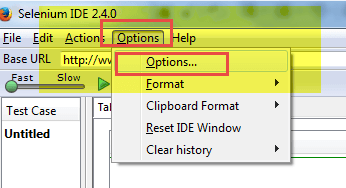 Selenium IDE 2.4.0
File Edit Actions Options Help
Base URL http://ww
Fast Slow
Options...
Format
Clipboard Format
Reset IDE Window
Clear history
Test Case
Untitled